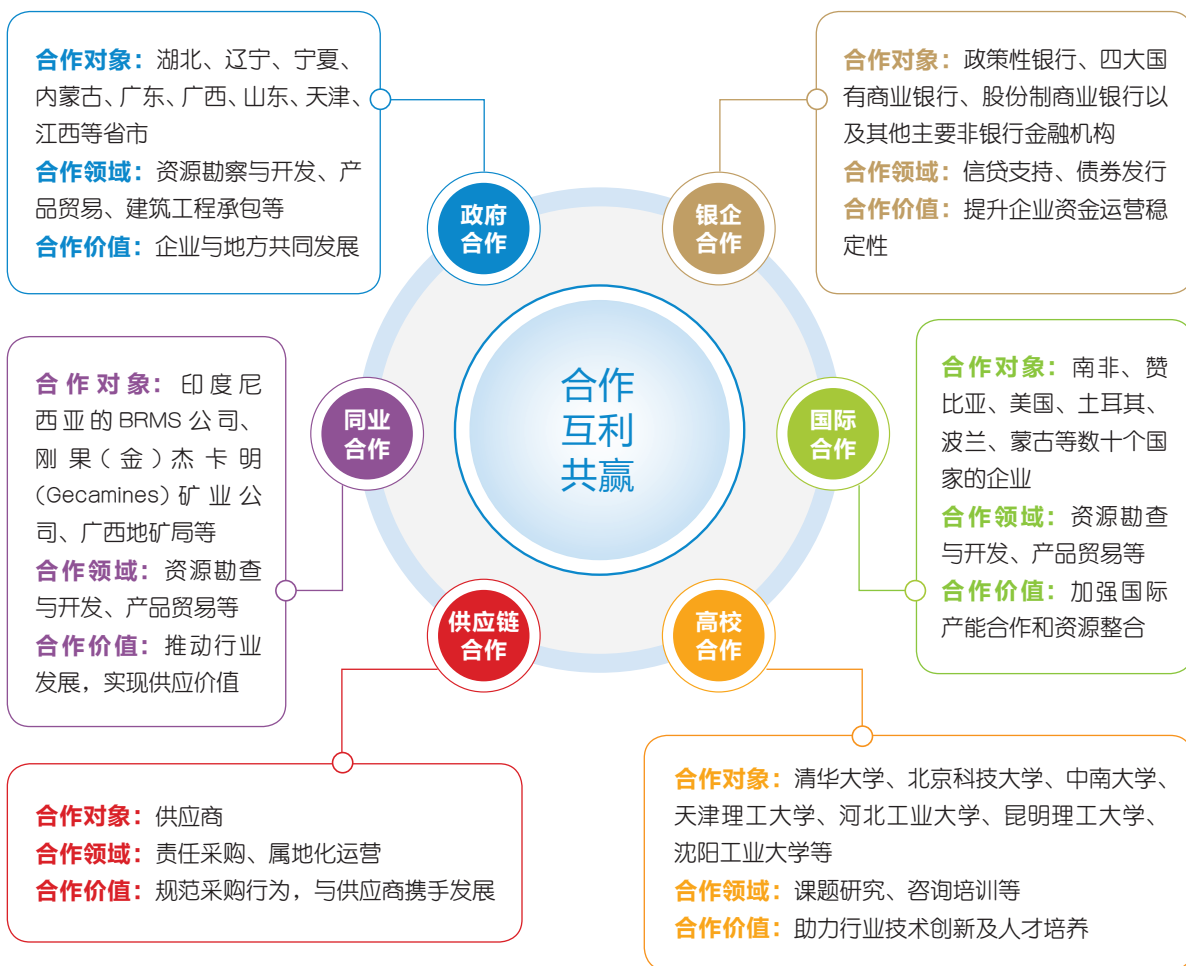 合作对象：湖北、辽宁、宁夏、
内蒙古、广东、广西、山东、天津、
江西等省市
合作领域：资源勘察与开发、产
品贸易、建筑工程承包等
合作价值：企业与地方共同发展
政府
合作
合作对象：政策性银行、四大国
有商业银行、股份制商业银行以
及其他主要非银行金融机构
合作领域：信贷支持、债券发行
合作价值：提升企业资金运营稳
定性
银企
合作
合作对象：印度尼
西亚的BRMS公司、
刚果（金）杰卡明
(Gecamines)矿业公
司、广西地矿局等
合作领域：资源勘查
与开发、产品贸易等
合作价值：推动行业
发展，实现供应价值
同业
合作
合作
互利
共赢
国际
合作
合作对象：南非、赞
比亚、美国、土耳其、
波兰、蒙古等数十个国
家的企业
合作领域：资源勘查
与开发、产品贸易等
合作价值：加强国际
产能合作和资源整合
供应链
合作
高校
合作
合作对象：供应商
合作领域：责任采购、属地化运营
合作价值：规范采购行为，与供应商携手发展
合作对象：清华大学、北京科技大学、中南大学、
天津理工大学、河北工业大学、昆明理工大学、
沈阳工业大学等
合作领域：课题研究、咨询培训等
合作价值：助力行业技术创新及人才培养